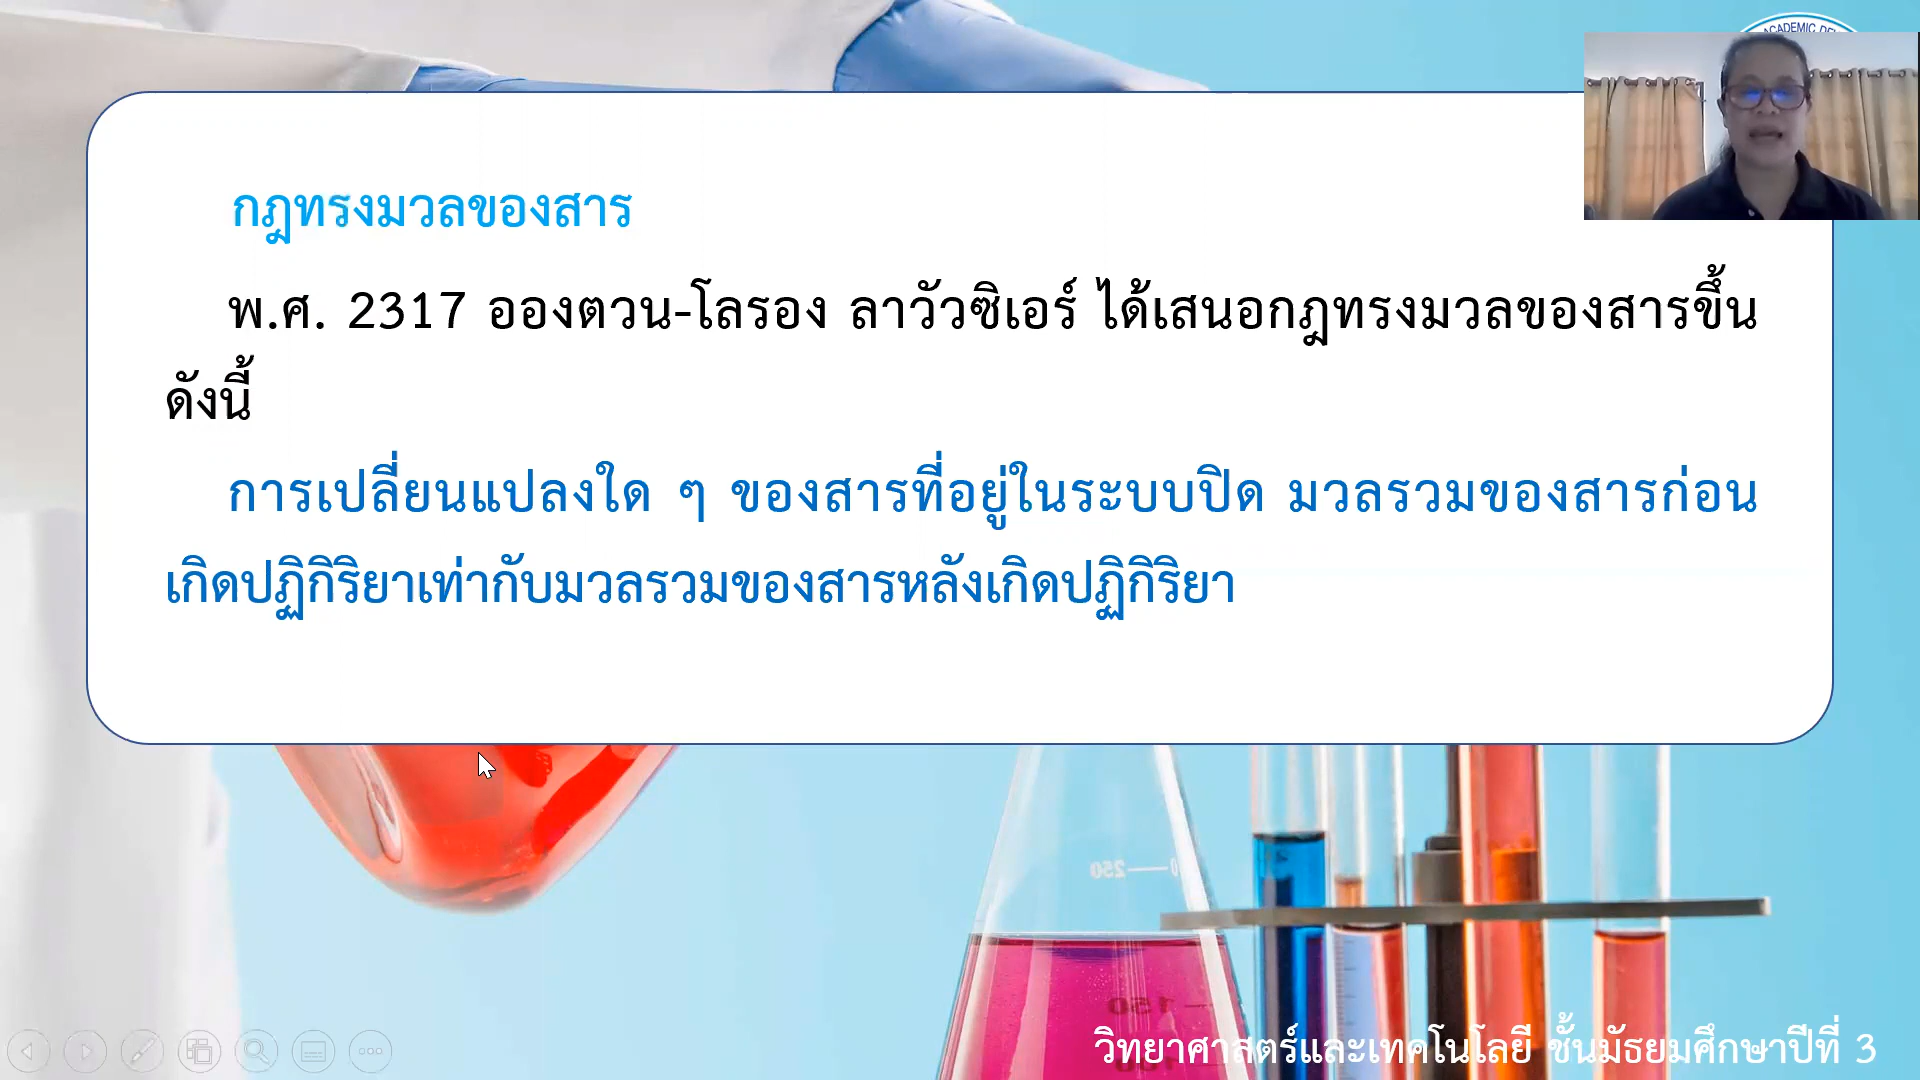 ACADEMIC DE
กฎทรงมวลของสาร
พ.ศ. 2317 อองตวน-โลรอง ลาวัวซิเอร์ ได้เสนอกฎทรงมวลของสารขึ้น
ดังนี้
การเปลี่ยนแปลงใด ๆ ของสารที่อยู่ในระบบปิด มวลรวมของสารก่อน
เกิดปฏิกิริยาเท่ากับมวลรวมของสารหลังเกิดปฏิกิริยา
250
150
วิทยาศาสตร์และเทคโนโลยี ชั้นมัธยมศึกษาปีที่ 3